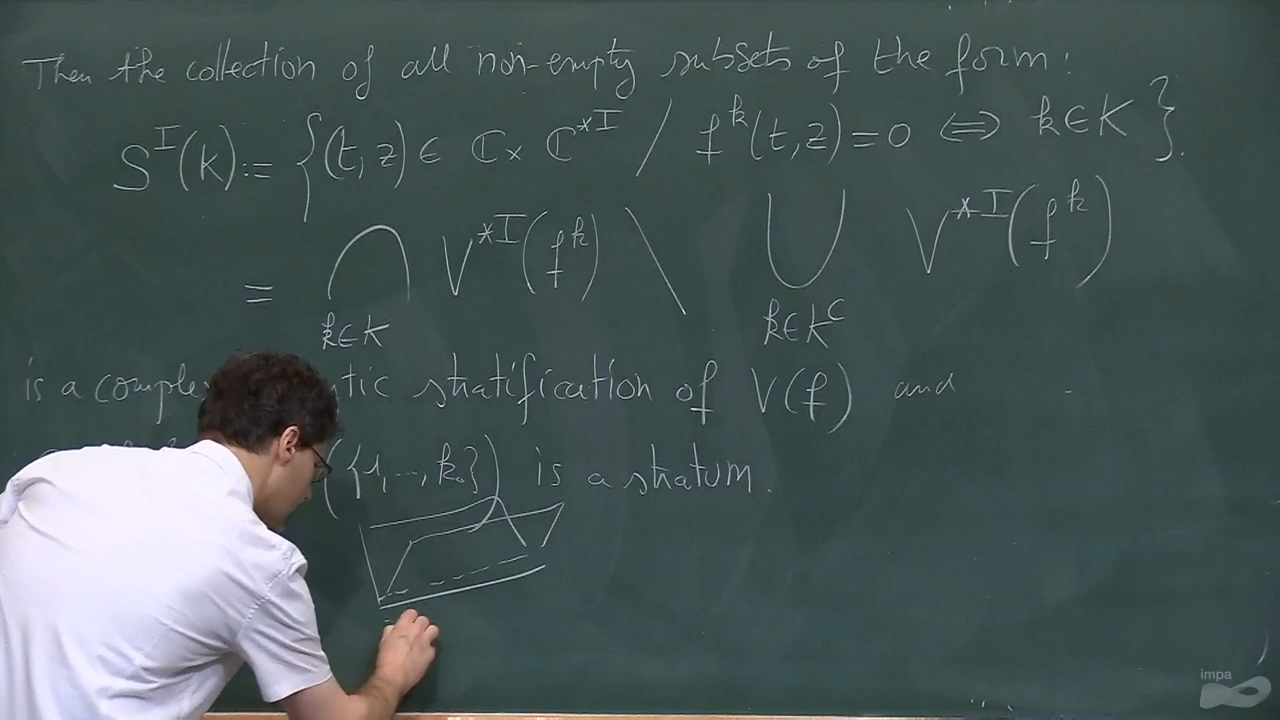 Then the collection of all non-empty subsets of the form:
S^I(K) := {(t,z) ∈ ℂ × ℂ^{*I} / f^k(t,z) = 0 ⟺ k ∈ K}.
= ⋂_{k∈K} V^{*I}(f^k) \ ⋃_{k∈K^C} V^{*I}(f^k)
is a comple tic stratification of V(f) and
({1,...,k_0}) is a stratum.
impa